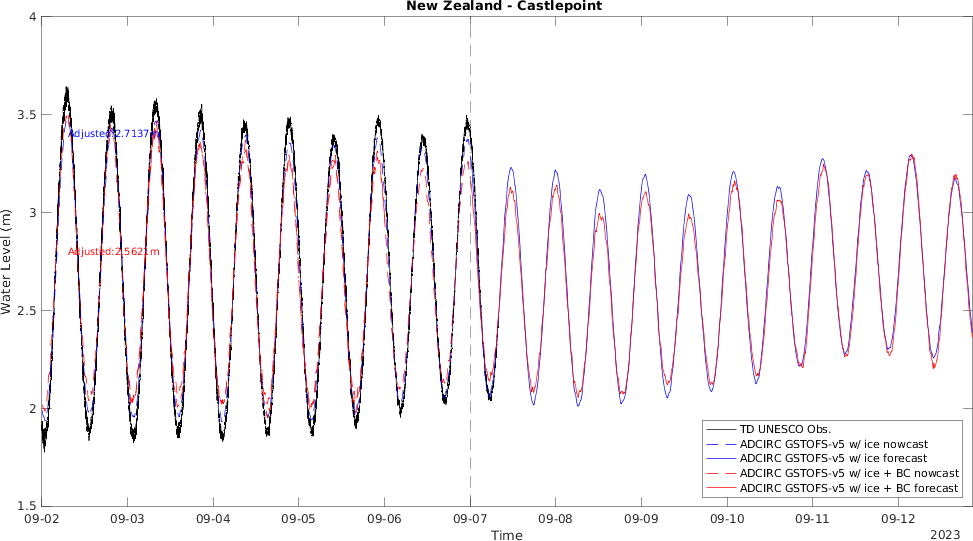 New Zealand - Castlepoint
4
3.5
3
2.5
2
1.5
Water Level (m)
Adjusted:2.7137m
Adjusted:2.5621m
TD UNESCO Obs.
ADCIRC GSTOFS-v5 w/ ice nowcast
ADCIRC GSTOFS-v5 w/ ice forecast
ADCIRC GSTOFS-v5 w/ ice + BC nowcast
ADCIRC GSTOFS-v5 w/ ice + BC forecast
09-02 09-03 09-04 09-05 09-06 09-07 09-08 09-09 09-10 09-11 09-12
Time
2023